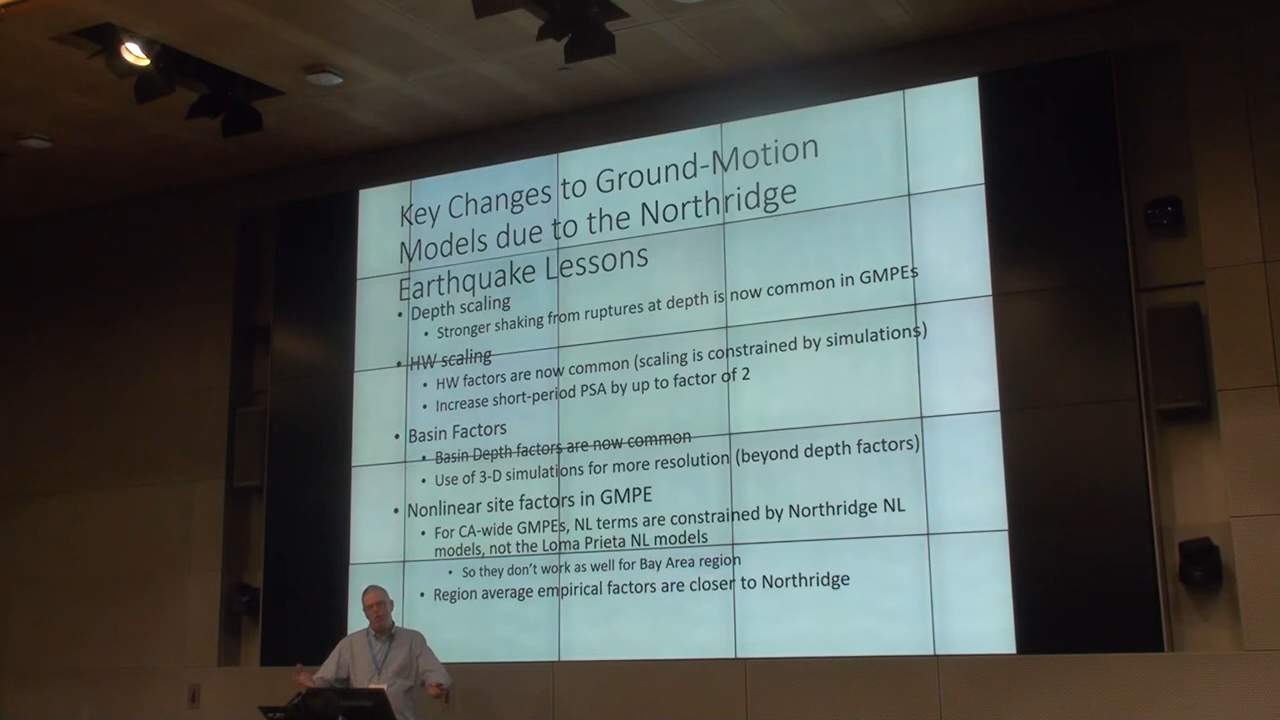 Key Changes to Ground-Motion
Models due to the Northridge
Earthquake Lessons
• Depth scaling
• Stronger shaking from ruptures at depth is now common in GMPEs
• HW scaling
• HW factors are now common (scaling is constrained by simulations)
• Increase short-period PSA by up to factor of 2
• Basin Factors
• Basin Depth factors are now common
• Use of 3-D simulations for more resolution (beyond depth factors)
• Nonlinear site factors in GMPE
• For CA-wide GMPEs, NL terms are constrained by Northridge NL
models, not the Loma Prieta NL models
• So they don't work as well for Bay Area region
• Region average empirical factors are closer to Northridge